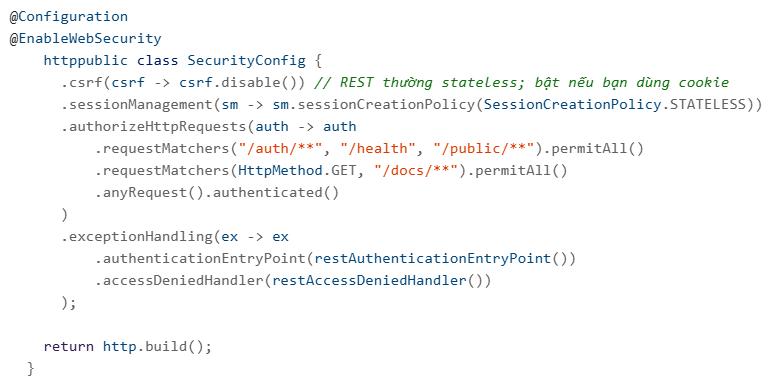 @Configuration
@EnableWebSecurity
    httppublic class SecurityConfig {
      .csrf(csrf -> csrf.disable()) // REST thường stateless; bật nếu bạn dùng cookie
      .sessionManagement(sm -> sm.sessionCreationPolicy(SessionCreationPolicy.STATELESS))
      .authorizeHttpRequests(auth -> auth
          .requestMatchers("/auth/**", "/health", "/public/**").permitAll()
          .requestMatchers(HttpMethod.GET, "/docs/**").permitAll()
          .anyRequest().authenticated()
      )
      .exceptionHandling(ex -> ex
          .authenticationEntryPoint(restAuthenticationEntryPoint())
          .accessDeniedHandler(restAccessDeniedHandler())
      );

    return http.build();
  }